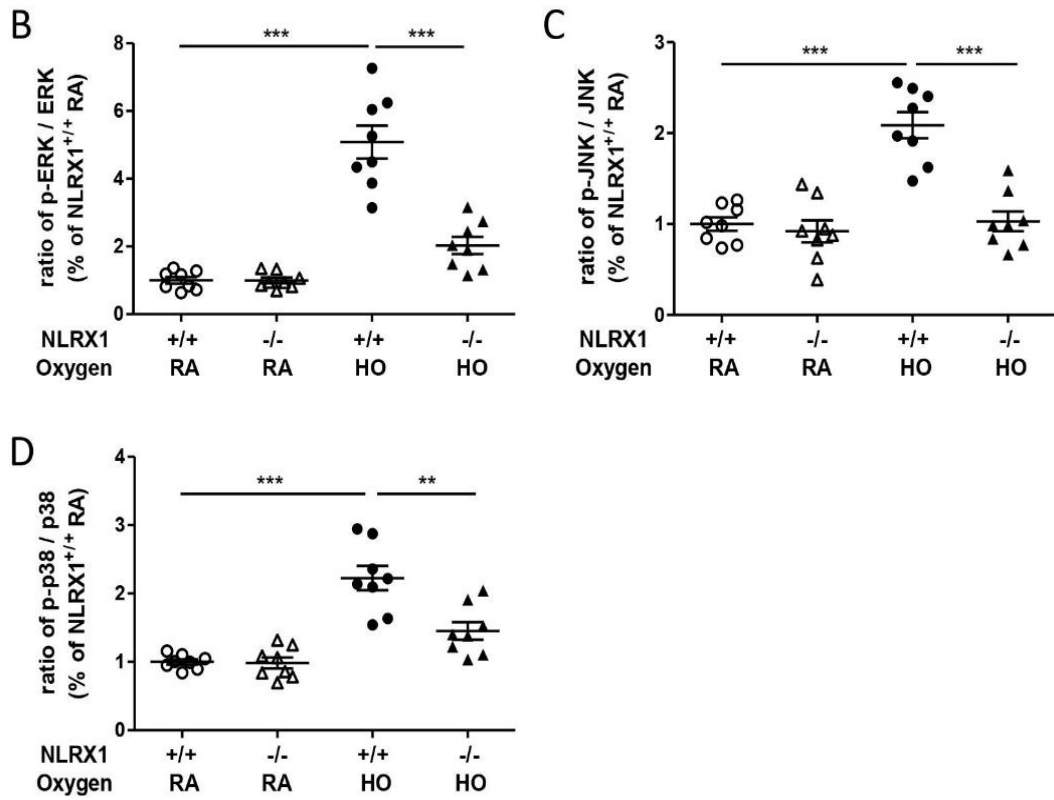 B
ratio of p-ERK / ERK
(% of NLRX1+/+ RA)
8
6
4
2
0
***
***
NLRX1 +/+ -/- +/+ -/-
Oxygen RA RA HO HO
C
ratio of p-JNK / JNK
(% of NLRX1+/+ RA)
3
2
1
0
***
***
NLRX1 +/+ -/- +/+ -/-
Oxygen RA RA HO HO
D
ratio of p-p38 / p38
(% of NLRX1+/+ RA)
4
3
2
1
0
***
**
NLRX1 +/+ -/- +/+ -/-
Oxygen RA RA HO HO